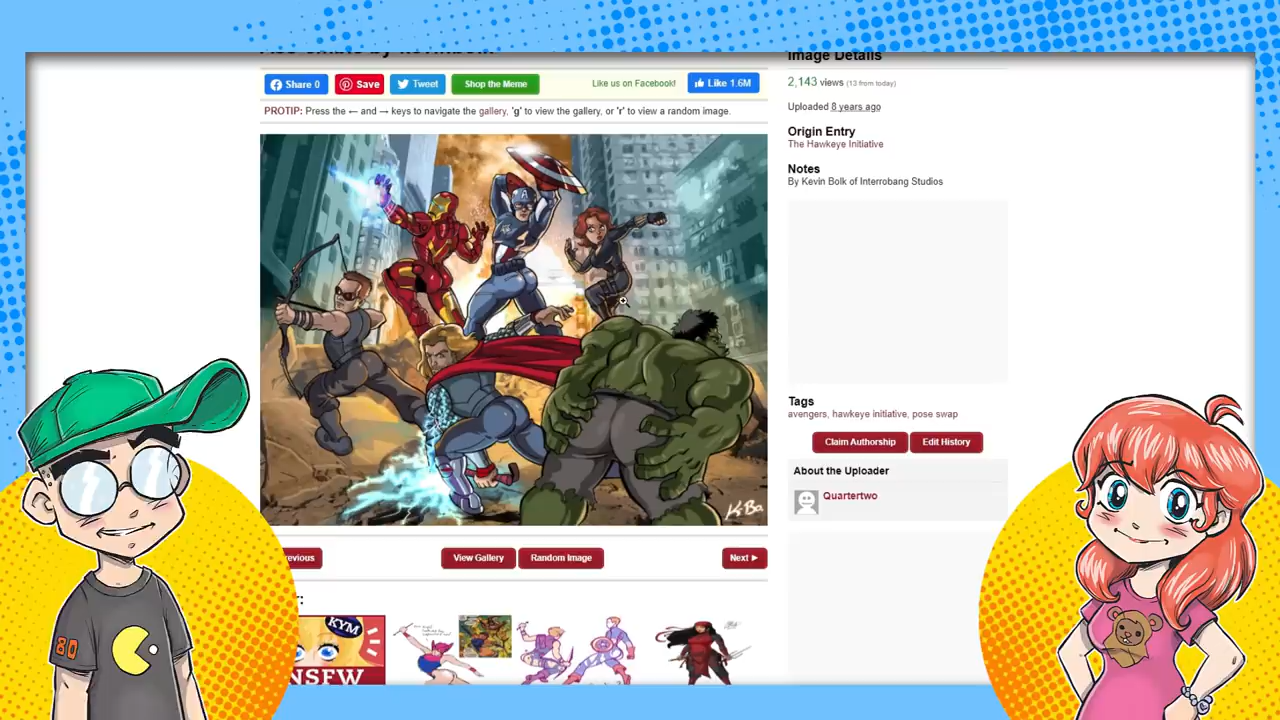 Image Details
Share 0
Save
Tweet
Shop the Meme
Like us on Facebook!
Like 1.6M
2,143 views (13 from today)
PROTIP: Press the ← and → keys to navigate the gallery, 'g' to view the gallery, or 'r' to view a random image.
Uploaded 8 years ago
Origin Entry
The Hawkeye Initiative
Notes
By Kevin Bolk of Interrobang Studios
A
Tags
avengers, hawkeye initiative, pose swap
Claim Authorship
Edit History
About the Uploader
Quartertwo
KiBo
View Gallery
Random Image
Next ►
KYM
NSFW
80